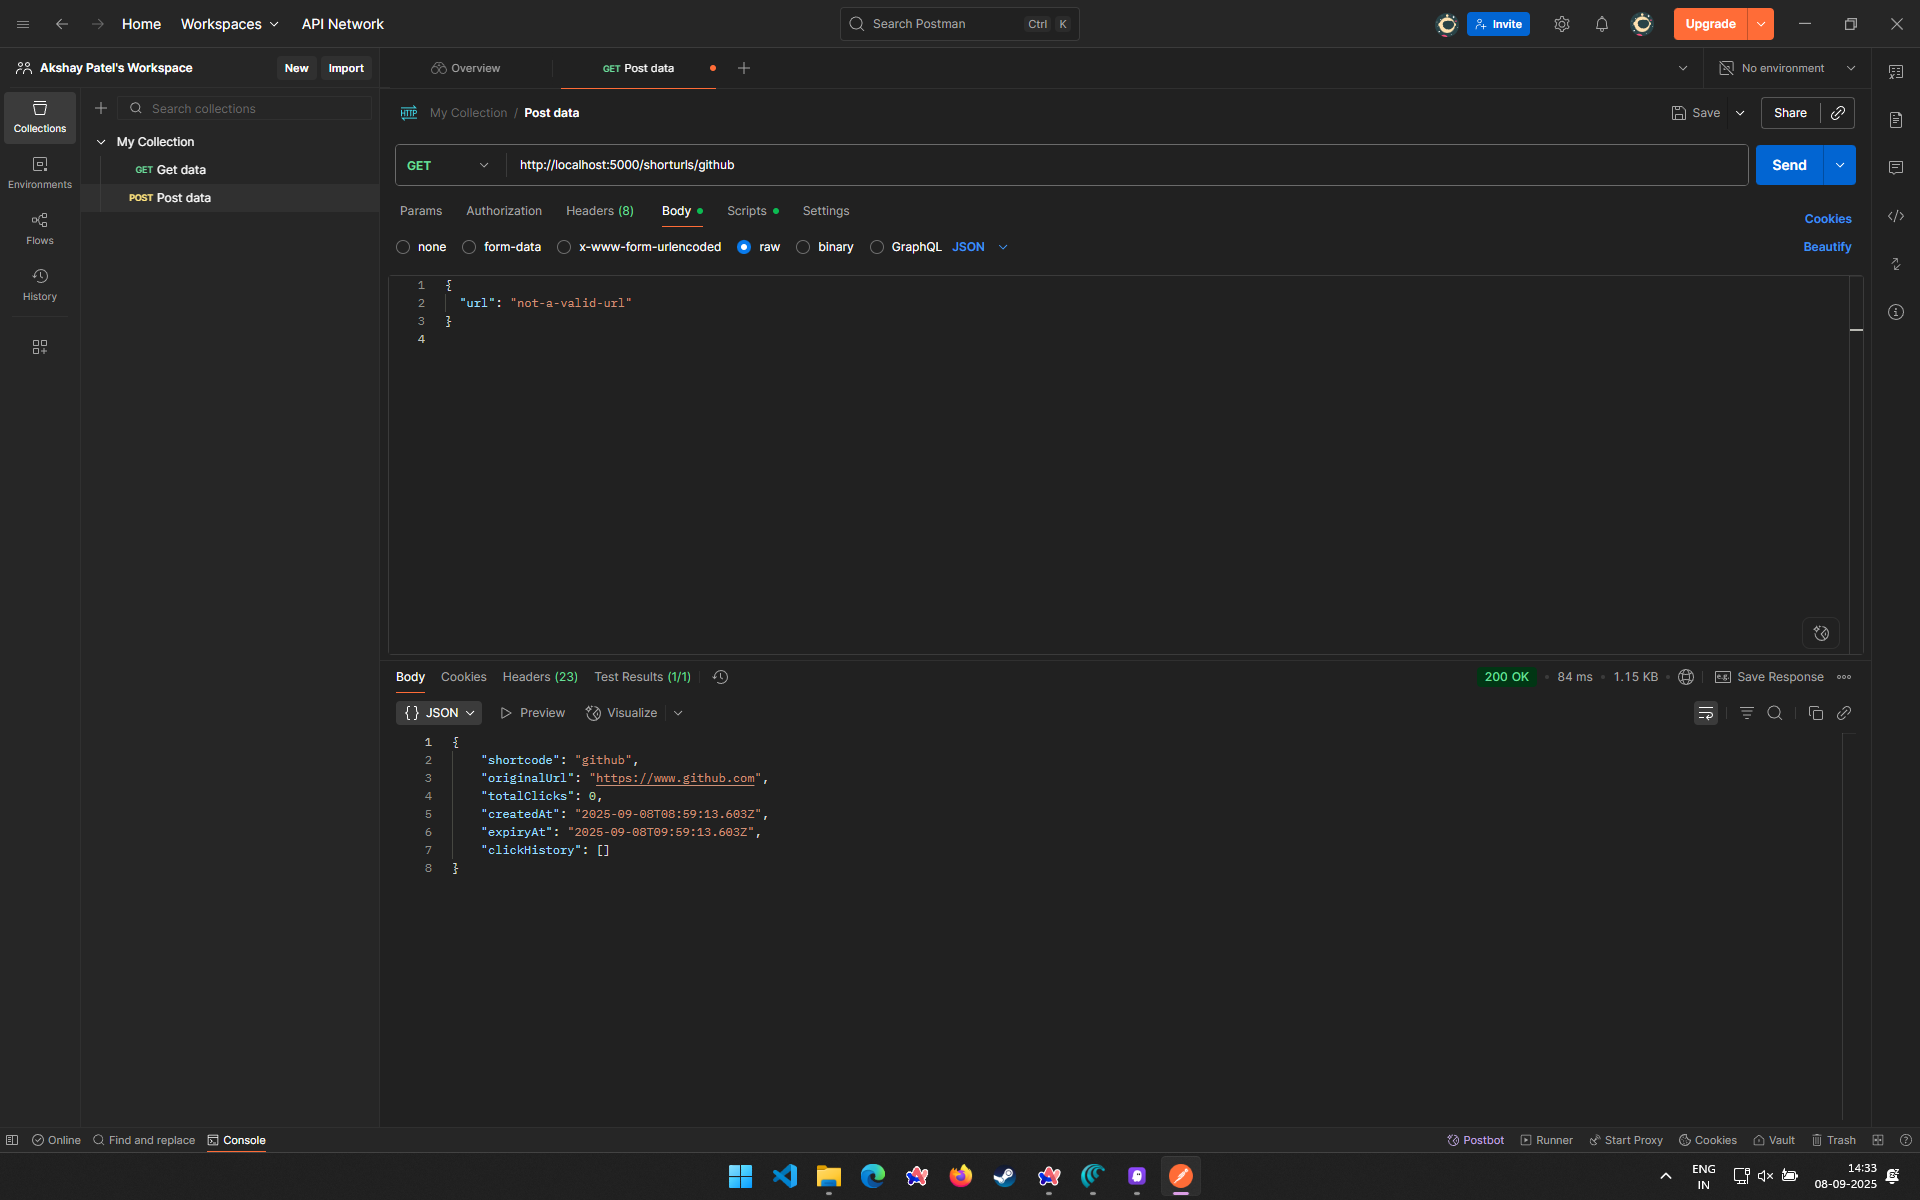 Home Workspaces API Network Search Postman Ctrl K Invite Upgrade
Akshay Patel's Workspace New Import Overview GET Post data No environment
Search collections My Collection / Post data Save Share
Collections
My Collection
GET Get data
POST Post data
Environments
Flows
History
GET http://localhost:5000/shorturls/github Send
Params Authorization Headers (8) Body Scripts Settings Cookies
none form-data x-www-form-urlencoded raw binary GraphQL JSON Beautify
1 {
2 "url": "not-a-valid-url"
3 }
4
Body Cookies Headers (23) Test Results (1/1) 200 OK 84 ms 1.15 KB e.g. Save Response
{} JSON Preview Visualize
1 {
2 "shortcode": "github",
3 "originalUrl": "https://www.github.com",
4 "totalClicks": 0,
5 "createdAt": "2025-09-08T08:59:13.603Z",
6 "expiryAt": "2025-09-08T09:59:13.603Z",
7 "clickHistory": []
8 }
Online Find and replace Console Postbot Runner Start Proxy Cookies Vault Trash
ENG 14:33
IN 08-09-2025